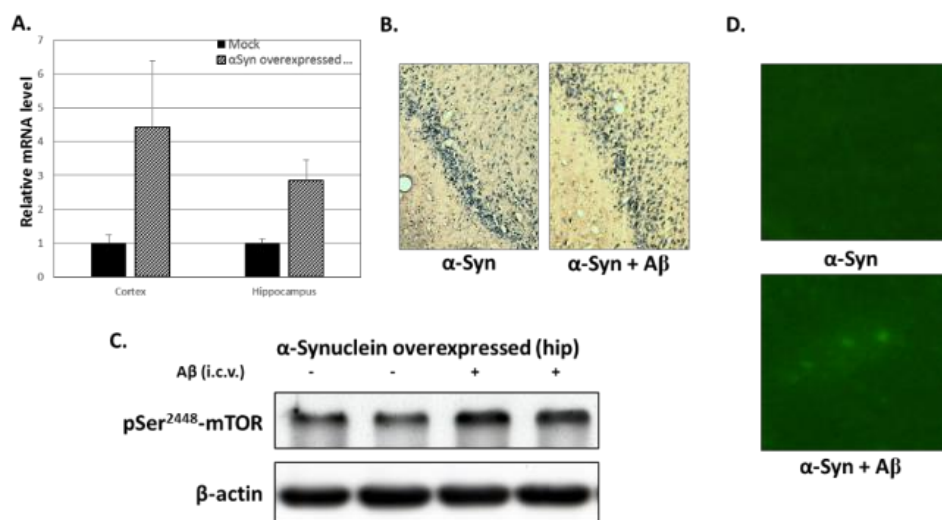 A.
7
6
5
4
3
2
1
0
Relative mRNA level
Mock
αSyn overexpressed ...
Cortex
Hippocampus
B.
α-Syn
α-Syn + Aβ
C.
α-Synuclein overexpressed (hip)
Aβ (i.c.v.) - - + +
pSer2448-mTOR
β-actin
D.
α-Syn
α-Syn + Aβ